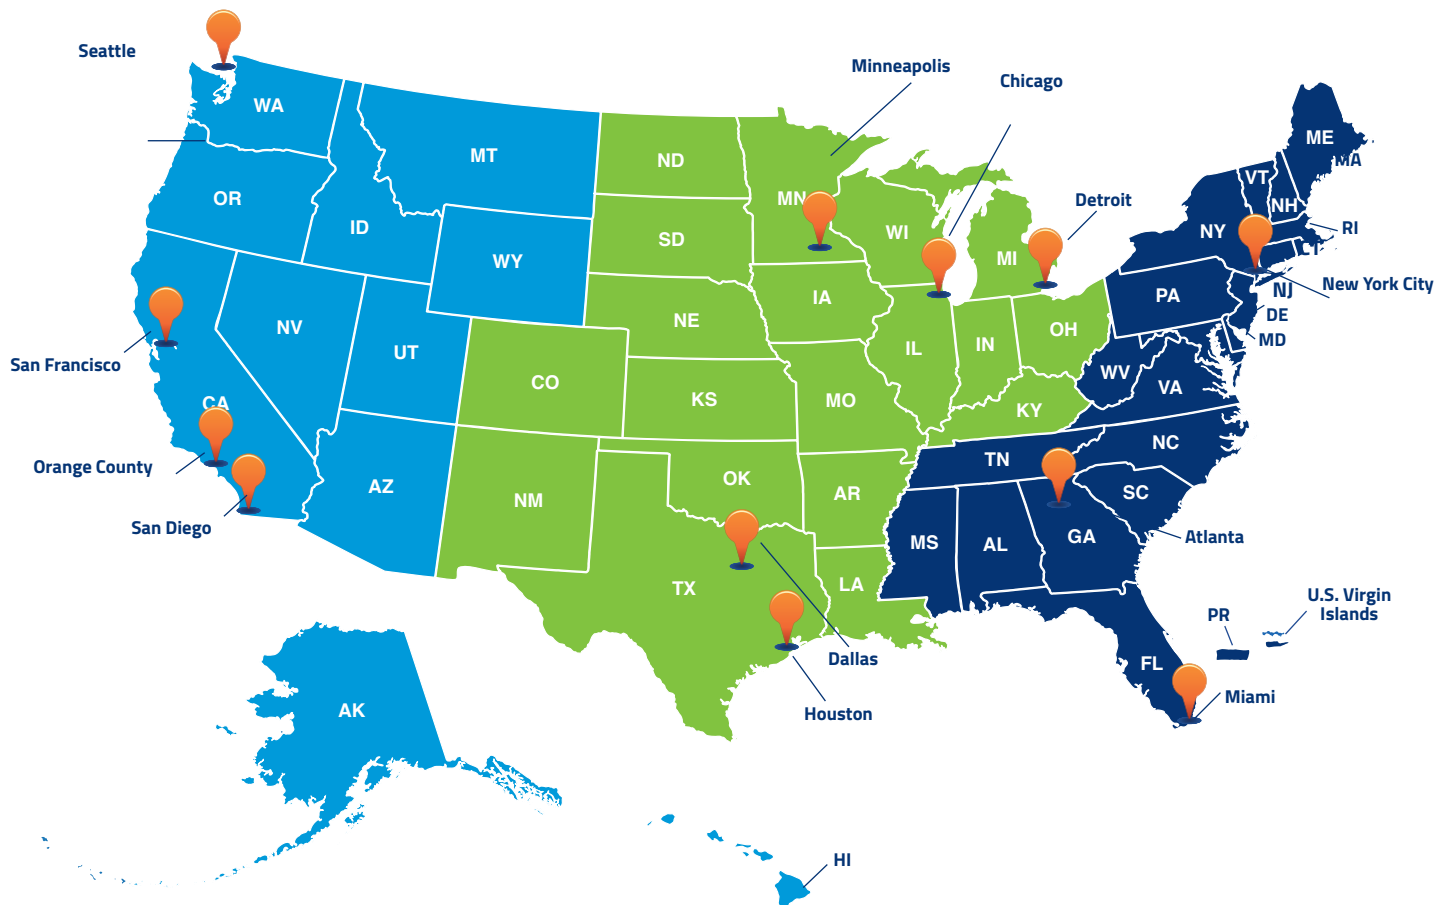 Seattle
Minneapolis
Chicago
WA
ME
MT
ND
MA
VT
OR
MN
Detroit
NH
ID
SD
WI
NY
RI
WY
MI
CT
New York City
NJ
PA
IA
DE
NV
NE
OH
MD
UT
IL
IN
San Francisco
CO
WV
VA
CA
KS
MO
KY
NC
Orange County
TN
AZ
OK
AR
SC
NM
San Diego
MS
AL
GA
Atlanta
TX
LA
U.S. Virgin
Islands
PR
Dallas
FL
Miami
AK
Houston
HI